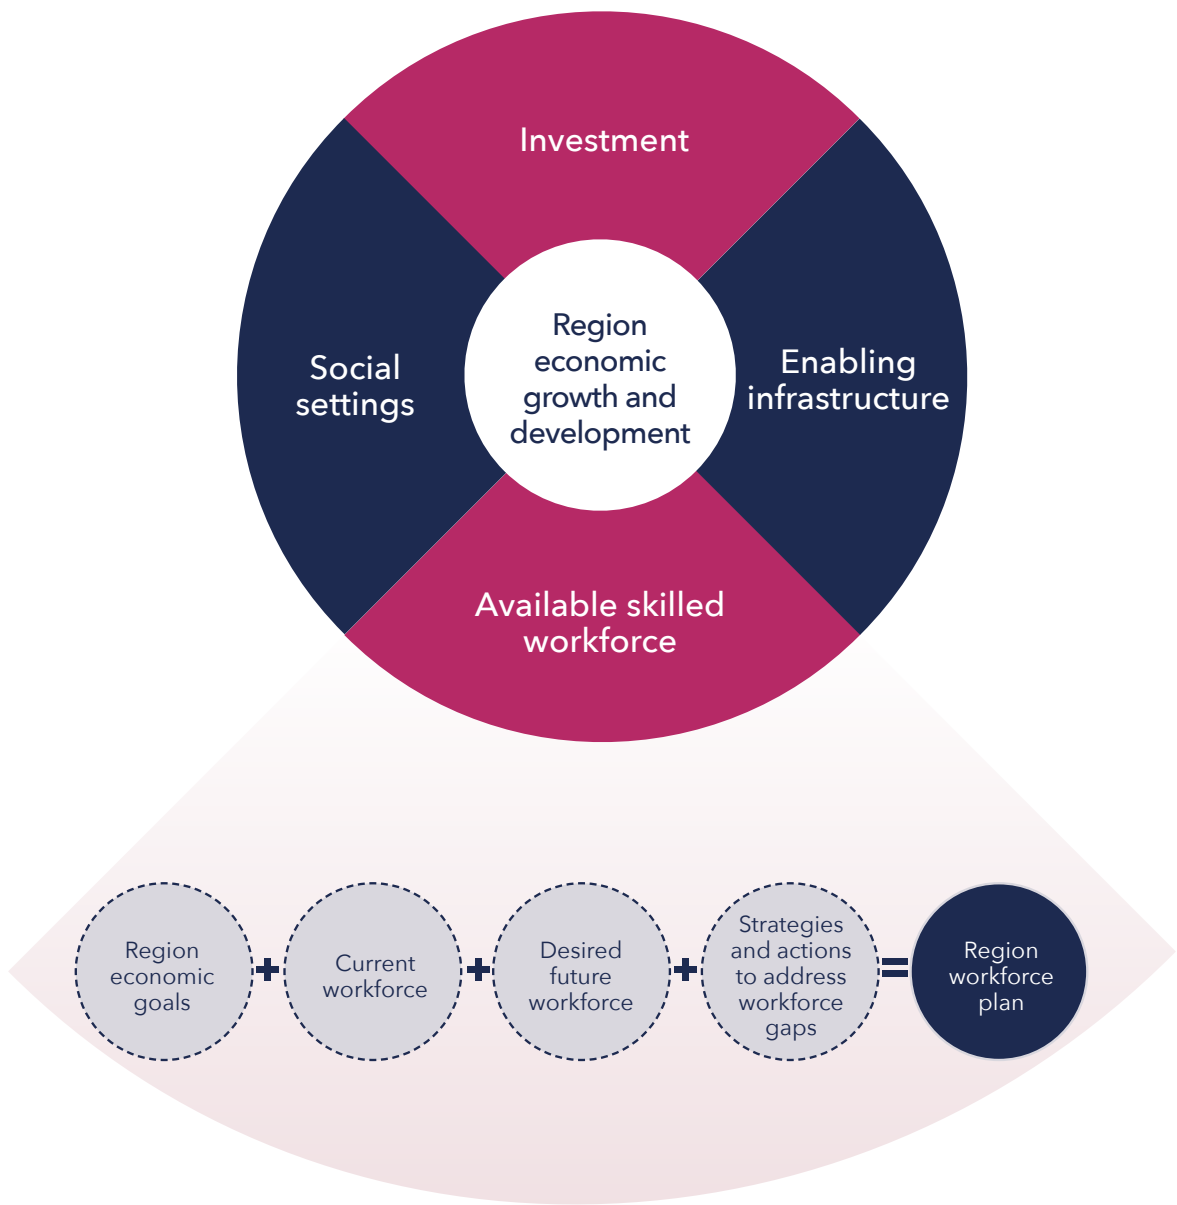 Investment
Social
settings
Region
economic
growth and
development
Enabling
infrastructure
Available skilled
workforce
Region
economic
goals
+
Current
workforce
+
Desired
future
workforce
+
Strategies
and actions
to address
workforce
gaps
=
Region
workforce
plan